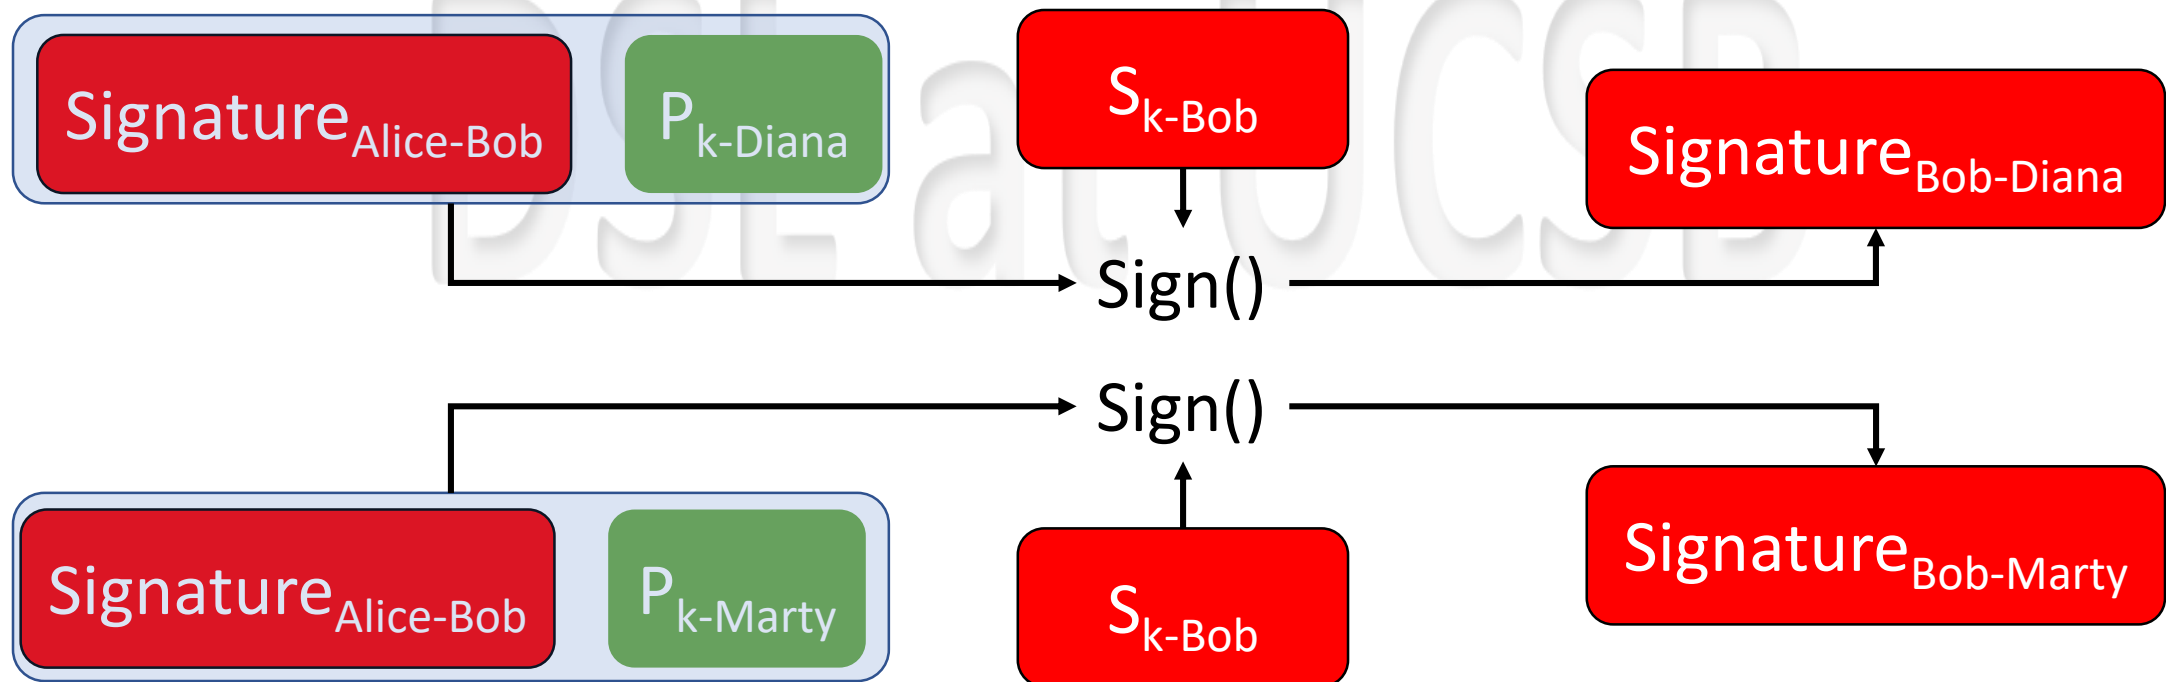 Signature Alice-Bob
P k-Diana
S k-Bob
Signature Bob-Diana
DSL at UCSB
Sign()
Sign()
Signature Alice-Bob
P k-Marty
S k-Bob
Signature Bob-Marty